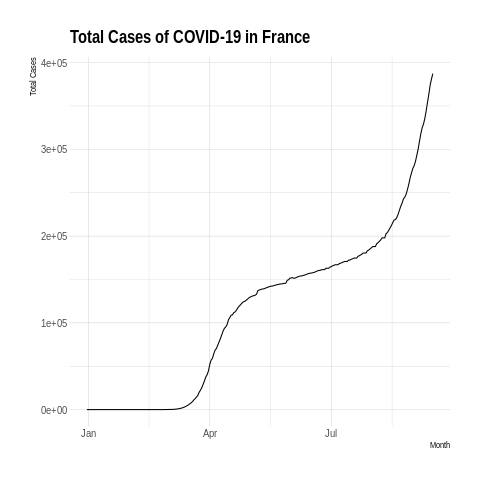 Total Cases of COVID-19 in France
Total Cases
4e+05
3e+05
2e+05
1e+05
0e+00
Jan
Apr
Jul
Month